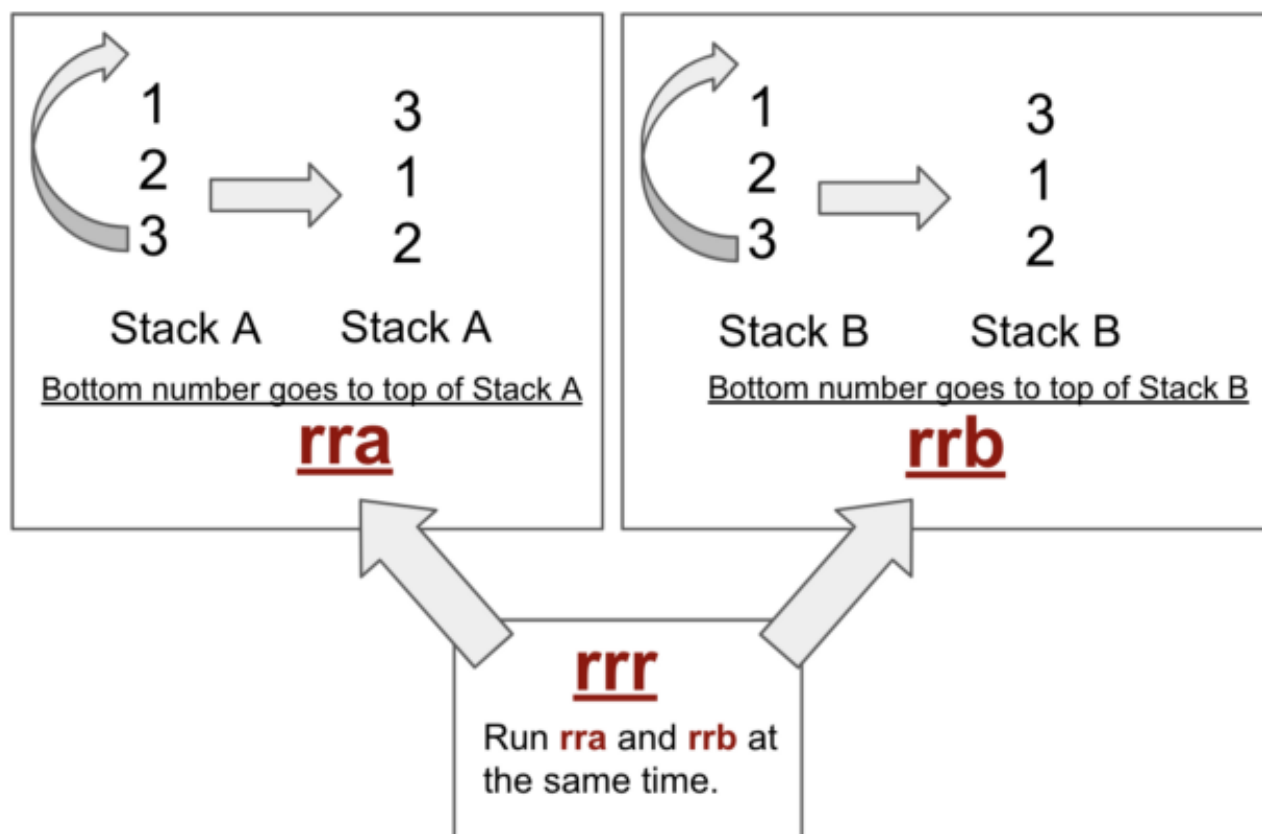 1 3
2 1
3 2
Stack A Stack A
Bottom number goes to top of Stack A
rra
1 3
2 1
3 2
Stack B Stack B
Bottom number goes to top of Stack B
rrb
rrr
Run rra and rrb at
the same time.